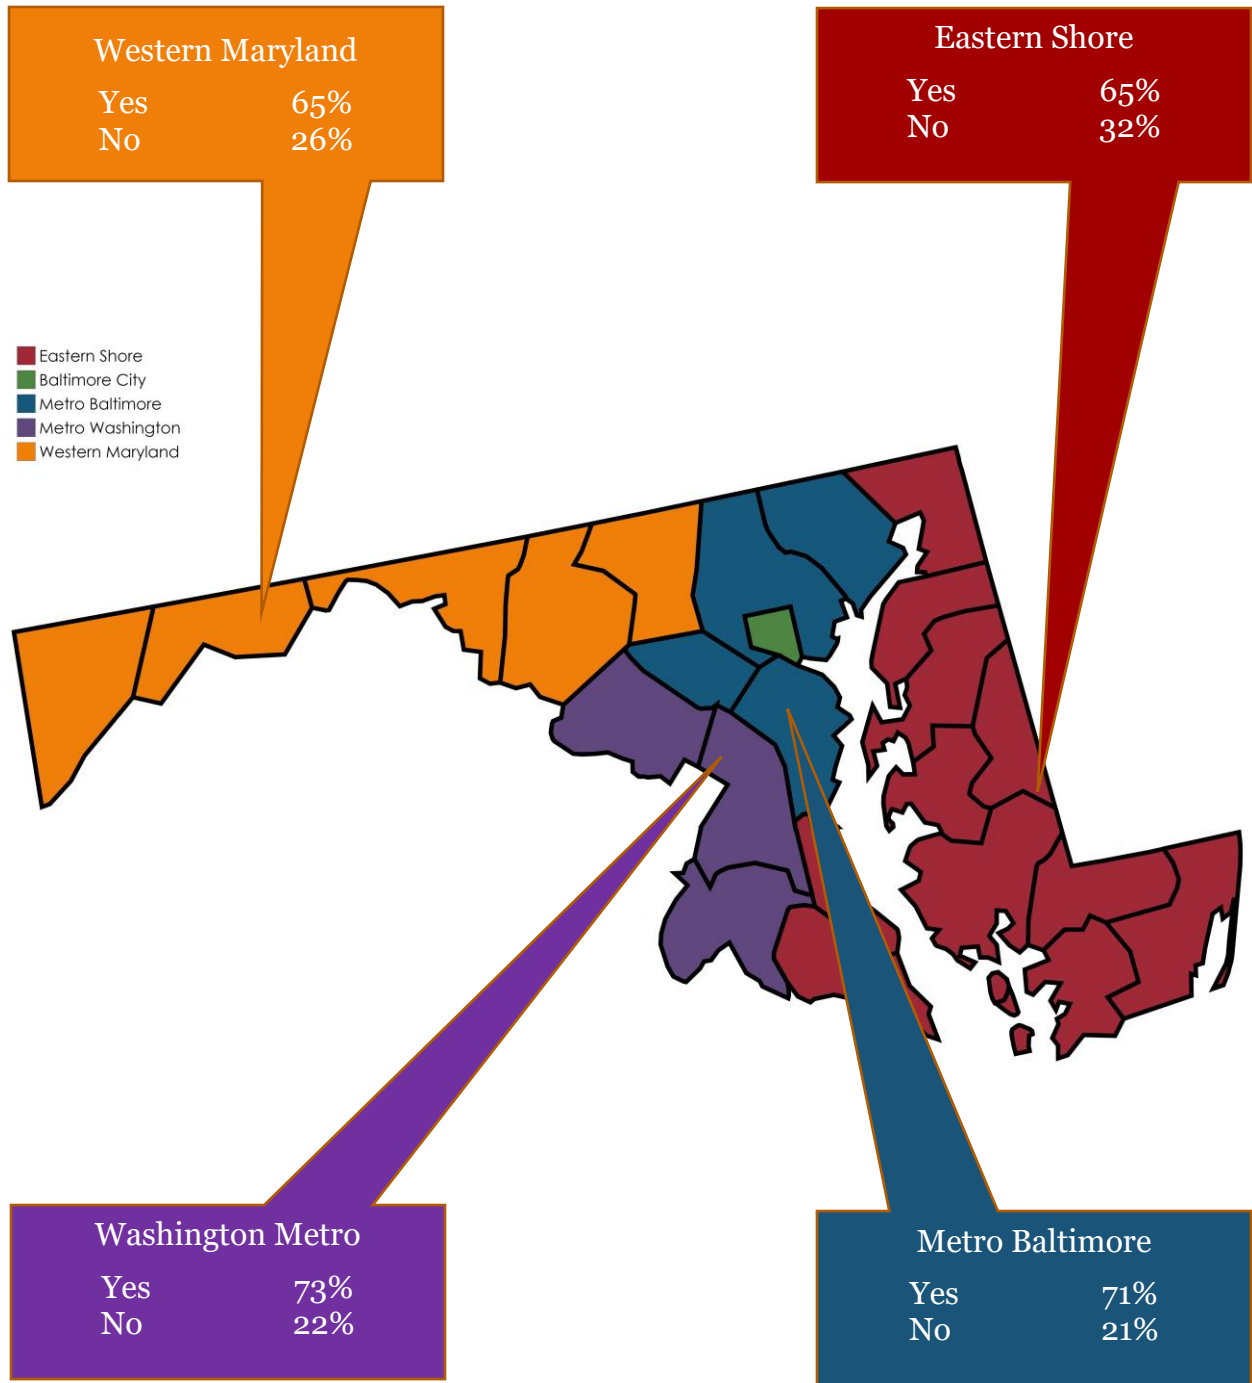 Western Maryland
Yes 65%
No 26%
Eastern Shore
Yes 65%
No 32%
Eastern Shore
Baltimore City
Metro Baltimore
Metro Washington
Western Maryland
Washington Metro
Yes 73%
No 22%
Metro Baltimore
Yes 71%
No 21%